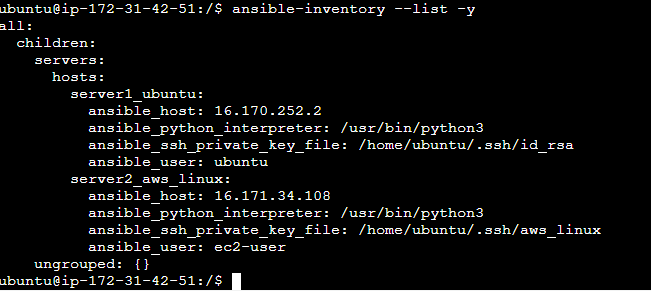 ubuntu@ip-172-31-42-51:/$ ansible-inventory --list -y
all:
  children:
    servers:
      hosts:
        server1_ubuntu:
          ansible_host: 16.170.252.2
          ansible_python_interpreter: /usr/bin/python3
          ansible_ssh_private_key_file: /home/ubuntu/.ssh/id_rsa
          ansible_user: ubuntu
        server2_aws_linux:
          ansible_host: 16.171.34.108
          ansible_python_interpreter: /usr/bin/python3
          ansible_ssh_private_key_file: /home/ubuntu/.ssh/aws_linux
          ansible_user: ec2-user
    ungrouped: {}
ubuntu@ip-172-31-42-51:/$